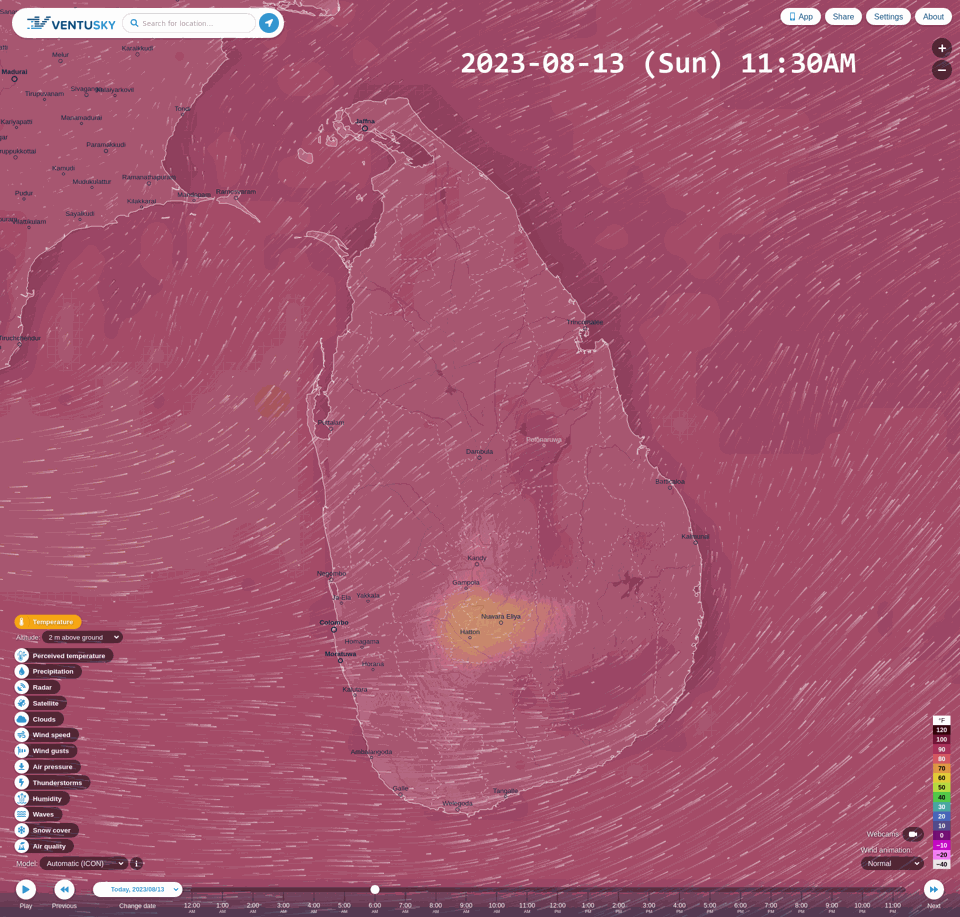 VENTUSKY
Search for location...
App
Share
Settings
About
2023-08-13 (Sun) 11:30AM
+
−
Karaikkudi
Melur
Madurai
Tirupuvanam
Sivaganga
Kalaiyarkovil
Tondi
Kariyapatti
Manamadurai
Paramakkudi
ruppukkottai
Kamudi
Mudukulattur
Ramanathapuram
Pudur
Kilakkarai
Mandapam
Rameswaram
Sayalkudi
Vilattikulam
Tiruchchendur
Jaffna
Trincomalee
Puttalam
Polonnaruwa
Dambulla
Batticaloa
Kalmunai
Kandy
Negombo
Gampola
Ja-Ela
Yakkala
Nuwara Eliya
Colombo
Hatton
Homagama
Moratuwa
Horana
Kalutara
Ambalangoda
Galle
Tangalle
Weligama
Temperature
Altitude:
2 m above ground
Perceived temperature
Precipitation
Radar
Satellite
Clouds
Wind speed
Wind gusts
Air pressure
Thunderstorms
Humidity
Waves
Snow cover
Air quality
Model:
Automatic (ICON)
i
°F
120
100
90
80
70
60
50
40
30
20
10
0
−10
−20
−40
Webcams
Wind animation:
Normal
Play
Previous
Today, 2023/08/13
Change date
12:00 AM
1:00 AM
2:00 AM
3:00 AM
4:00 AM
5:00 AM
6:00 AM
7:00 AM
8:00 AM
9:00 AM
10:00 AM
11:00 AM
12:00 PM
1:00 PM
2:00 PM
3:00 PM
4:00 PM
5:00 PM
6:00 PM
7:00 PM
8:00 PM
9:00 PM
10:00 PM
11:00 PM
Next